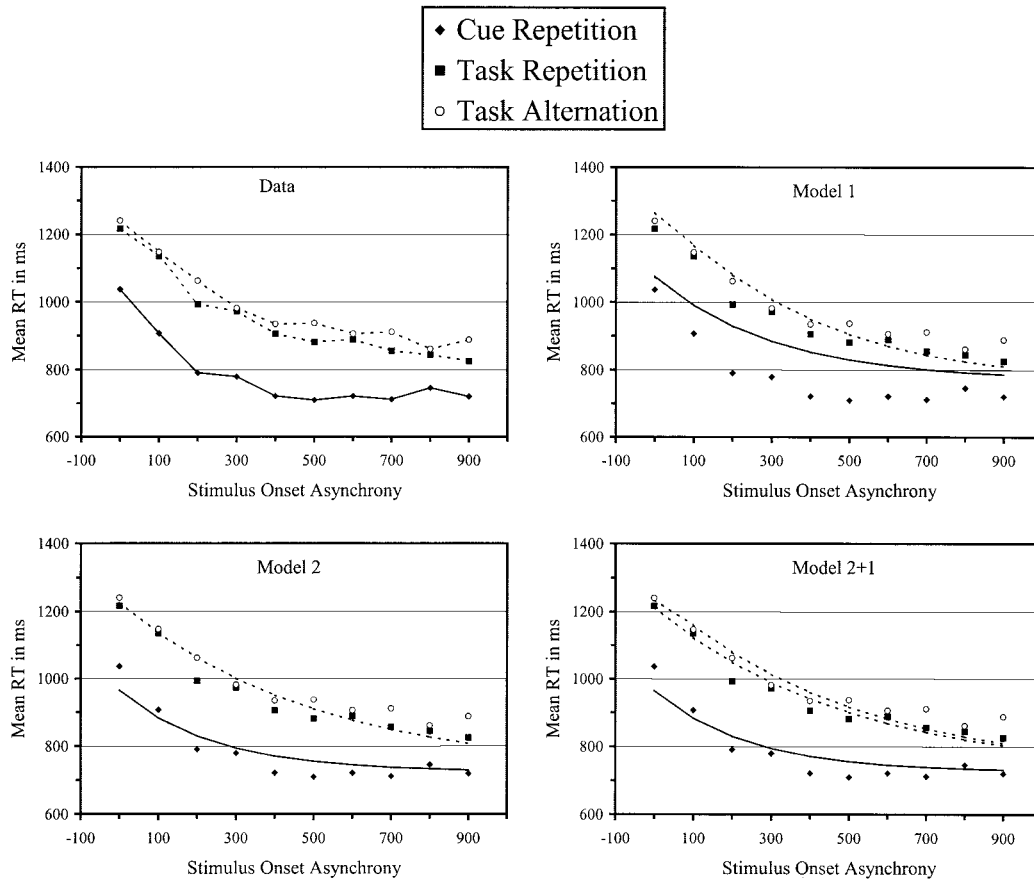 Cue Repetition
Task Repetition
Task Alternation
Data
Mean RT in ms
1400
1200
1000
800
600
-100 100 300 500 700 900
Stimulus Onset Asynchrony
Model 1
Mean RT in ms
1400
1200
1000
800
600
-100 100 300 500 700 900
Stimulus Onset Asynchrony
Model 2
Mean RT in ms
1400
1200
1000
800
600
-100 100 300 500 700 900
Stimulus Onset Asynchrony
Model 2+1
Mean RT in ms
1400
1200
1000
800
600
-100 100 300 500 700 900
Stimulus Onset Asynchrony